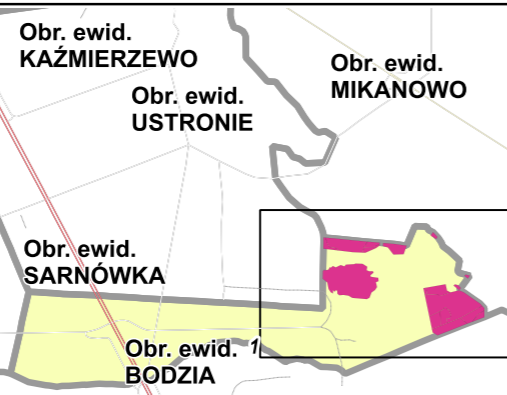 Obr. ewid.
KAŹMIERZEWO
Obr. ewid.
MIKANOWO
Obr. ewid.
USTRONIE
Obr. ewid.
SARNÓWKA
Obr. ewid. 1
BODZIA